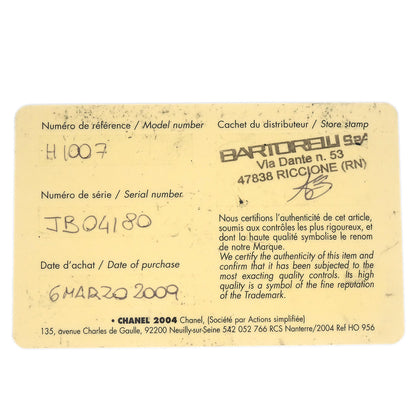 Numéro de référence / Model number
H1007
Cachet du distributeur / Store stamp
BARTORELLI SpA
Via Dante n. 53
47838 RICCIONE (RN)
Numéro de série / Serial number
JB04180
Date d'achat / Date of purchase
6 MARZO 2009
Nous certifions l'authenticité de cet article,
soumis aux contrôles les plus rigoureux, et
dont la haute qualité symbolise le renom
de notre Marque.
We certify the authenticity of this item and
confirm that it has been subjected to the
most exacting quality controls. Its high
quality is a symbol of the fine reputation
of the Trademark.
• CHANEL 2004 Chanel, (Société par Actions simplifiée)
135, avenue Charles de Gaulle, 92200 Neuilly-sur-Seine 542 052 766 RCS Nanterre/2004 Ref HO 956